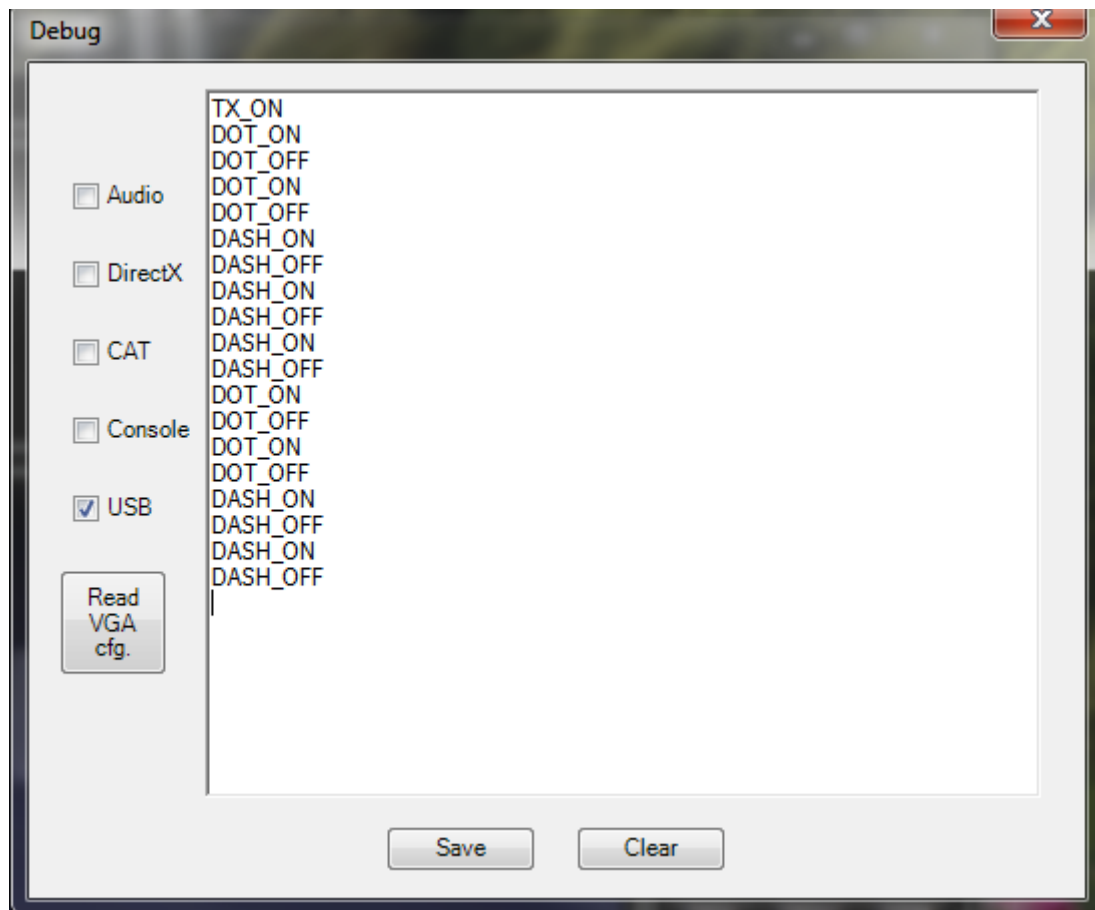 Debug
x
Audio
DirectX
CAT
Console
USB
Read
VGA
cfg.
TX_ON
DOT_ON
DOT_OFF
DOT_ON
DOT_OFF
DASH_ON
DASH_OFF
DASH_ON
DASH_OFF
DASH_ON
DASH_OFF
DOT_ON
DOT_OFF
DOT_ON
DOT_OFF
DASH_ON
DASH_OFF
DASH_ON
DASH_OFF
Save
Clear